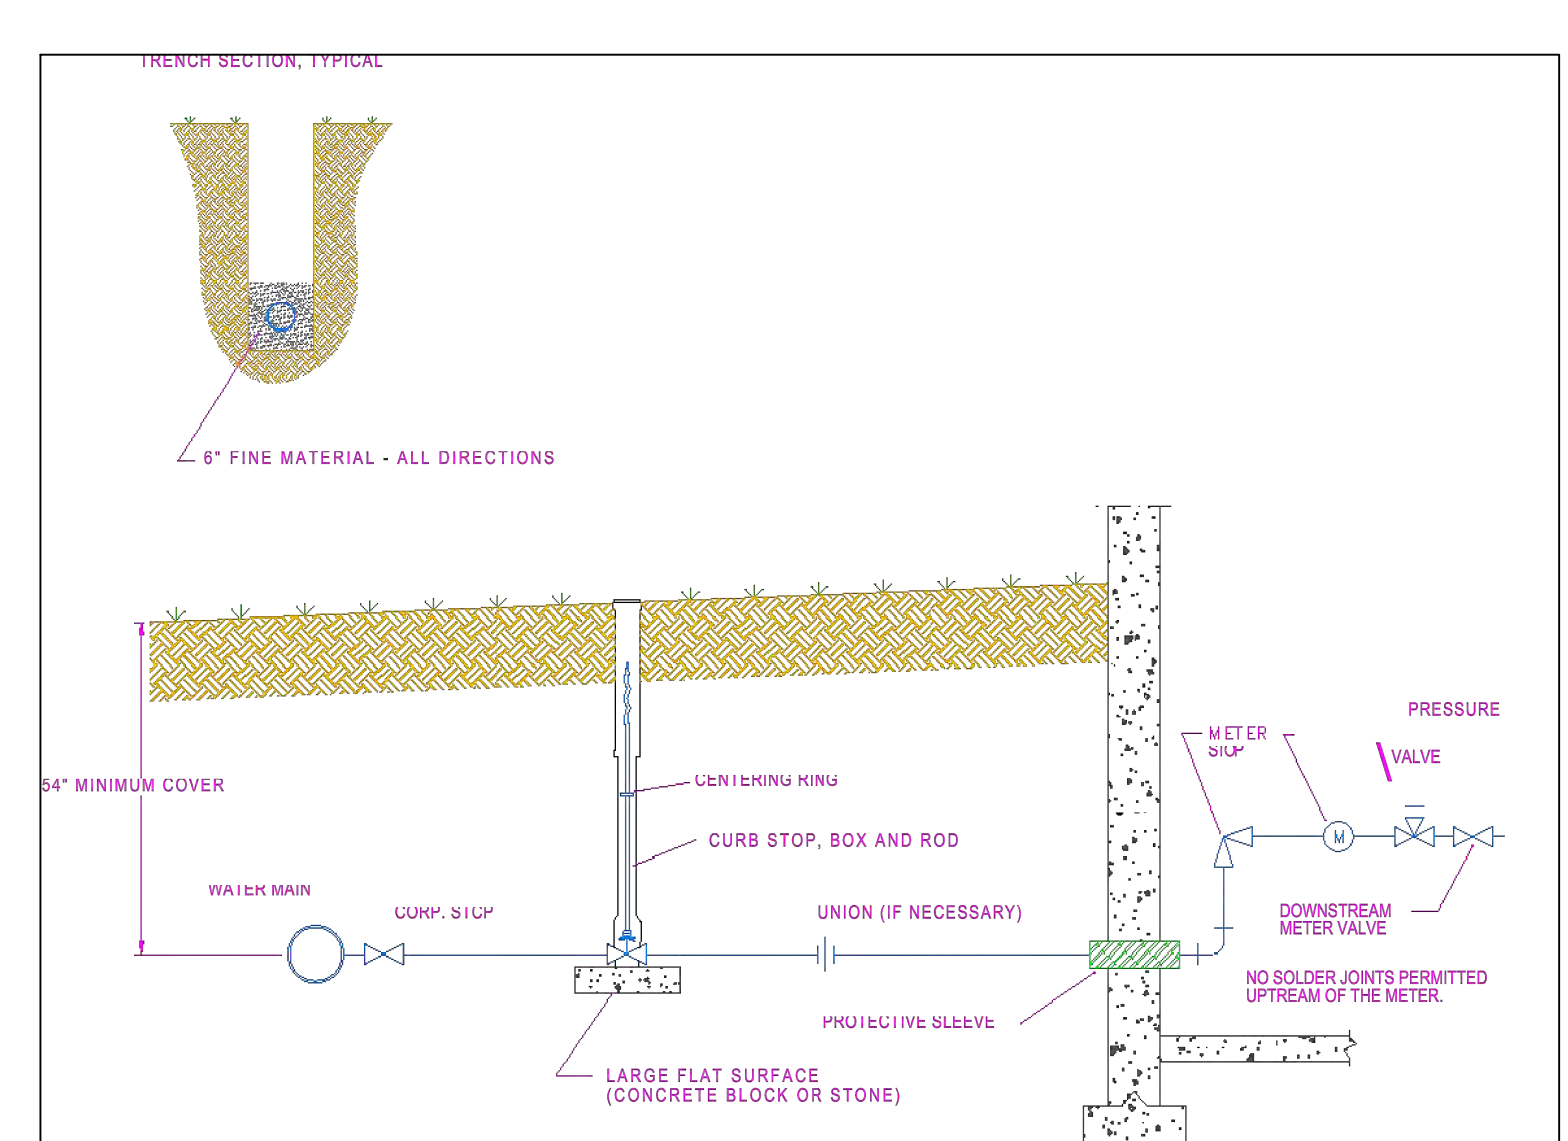 TRENCH SECTION, TYPICAL
6" FINE MATERIAL - ALL DIRECTIONS
PRESSURE
METER
STOP
VALVE
54" MINIMUM COVER
CENTERING RING
CURB STOP, BOX AND ROD
M
WATER MAIN
CORP. STOP
UNION (IF NECESSARY)
DOWNSTREAM
METER VALVE
NO SOLDER JOINTS PERMITTED
UPTREAM OF THE METER.
PROTECTIVE SLEEVE
LARGE FLAT SURFACE
(CONCRETE BLOCK OR STONE)